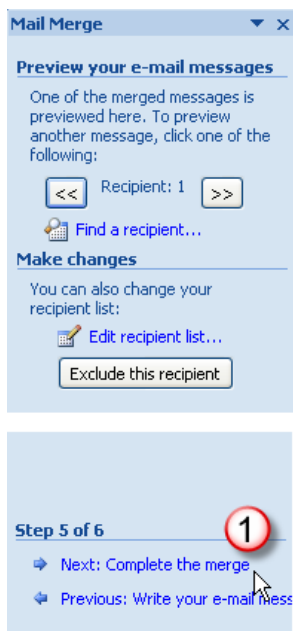 Mail Merge
Preview your e-mail messages
One of the merged messages is
previewed here. To preview
another message, click one of the
following:
<< Recipient: 1 >>
Find a recipient...
Make changes
You can also change your
recipient list:
Edit recipient list...
Exclude this recipient
Step 5 of 6
1
Next: Complete the merge
Previous: Write your e-mail mess